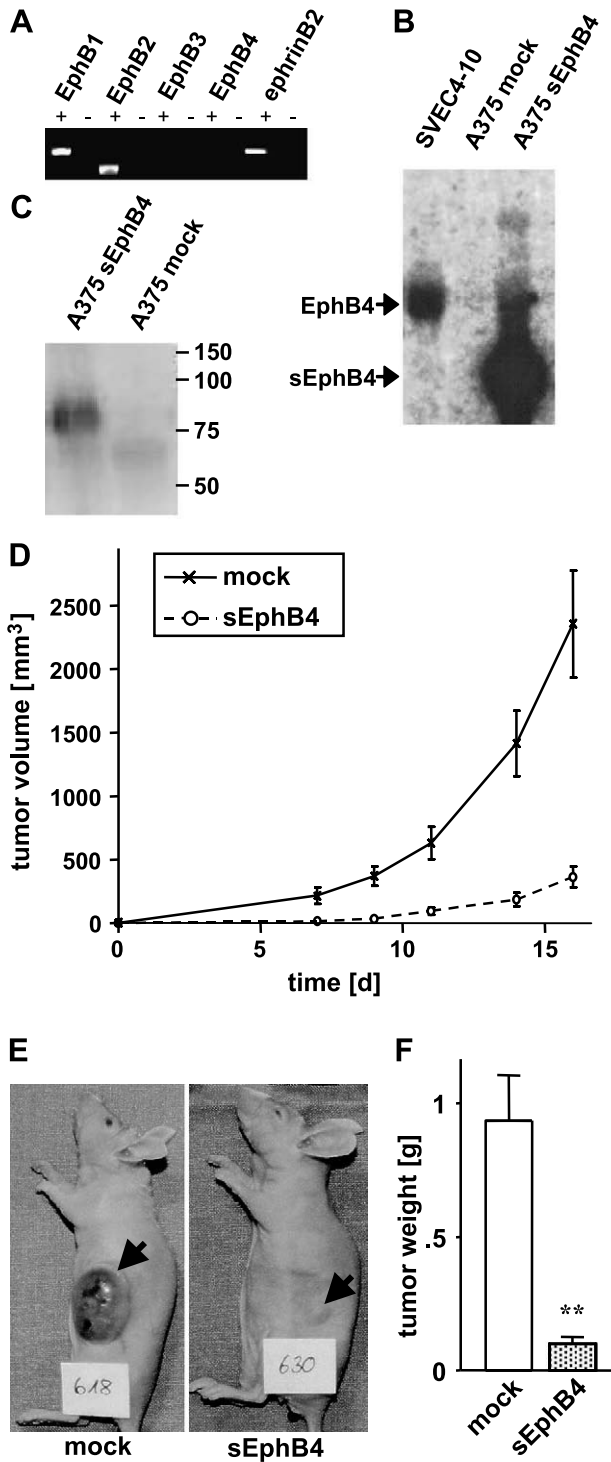 A
EphB1
EphB2
EphB3
EphB4
ephrinB2
+ - + - + - + - + -
B
SVEC4-10
A375 mock
A375 sEphB4
EphB4
sEphB4
C
A375 sEphB4
A375 mock
150
100
75
50
D
mock
sEphB4
tumor volume [mm³]
2500
2000
1500
1000
500
0
0 5 10 15
time [d]
E
618
630
mock
sEphB4
F
tumor weight [g]
1
.5
0
**
mock
sEphB4